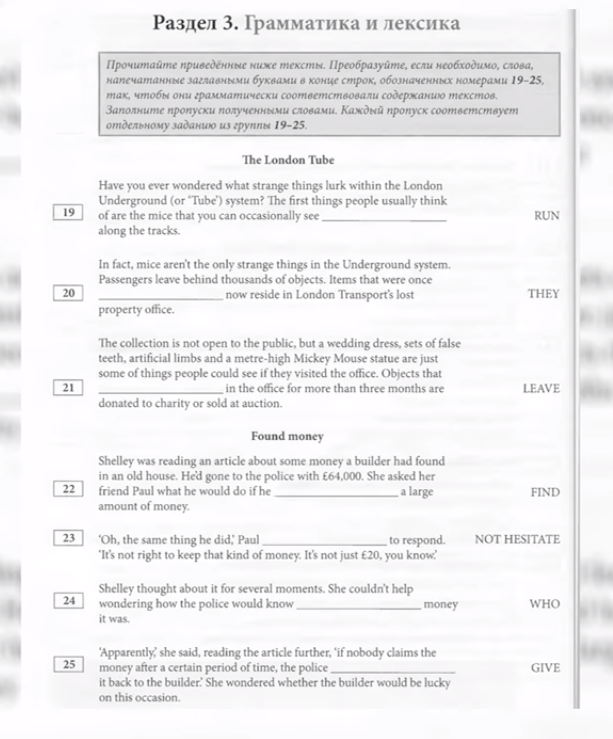 Раздел 3. Грамматика и лексика
Прочитайте приведённые ниже тексты. Преобразуйте, если необходимо, слова,
напечатанные заглавными буквами в конце строк, обозначенных номерами 19–25,
так, чтобы они грамматически соответствовали содержанию текстов.
Заполните пропуски полученными словами. Каждый пропуск соответствует
отдельному заданию из группы 19–25.
The London Tube
Have you ever wondered what strange things lurk within the London
Underground (or 'Tube') system? The first things people usually think
19 of are the mice that you can occasionally see ____________ RUN
along the tracks.
In fact, mice aren't the only strange things in the Underground system.
Passengers leave behind thousands of objects. Items that were once
20 ____________ now reside in London Transport's lost THEY
property office.
The collection is not open to the public, but a wedding dress, sets of false
teeth, artificial limbs and a metre-high Mickey Mouse statue are just
some of things people could see if they visited the office. Objects that
21 ____________ in the office for more than three months are LEAVE
donated to charity or sold at auction.
Found money
Shelley was reading an article about some money a builder had found
in an old house. He'd gone to the police with £64,000. She asked her
22 friend Paul what he would do if he ____________ a large FIND
amount of money.
23 'Oh, the same thing he did,' Paul ____________ to respond. NOT HESITATE
'It's not right to keep that kind of money. It's not just £20, you know.'
Shelley thought about it for several moments. She couldn't help
24 wondering how the police would know ____________ money WHO
it was.
'Apparently,' she said, reading the article further, 'if nobody claims the
25 money after a certain period of time, the police ____________ GIVE
it back to the builder.' She wondered whether the builder would be lucky
on this occasion.